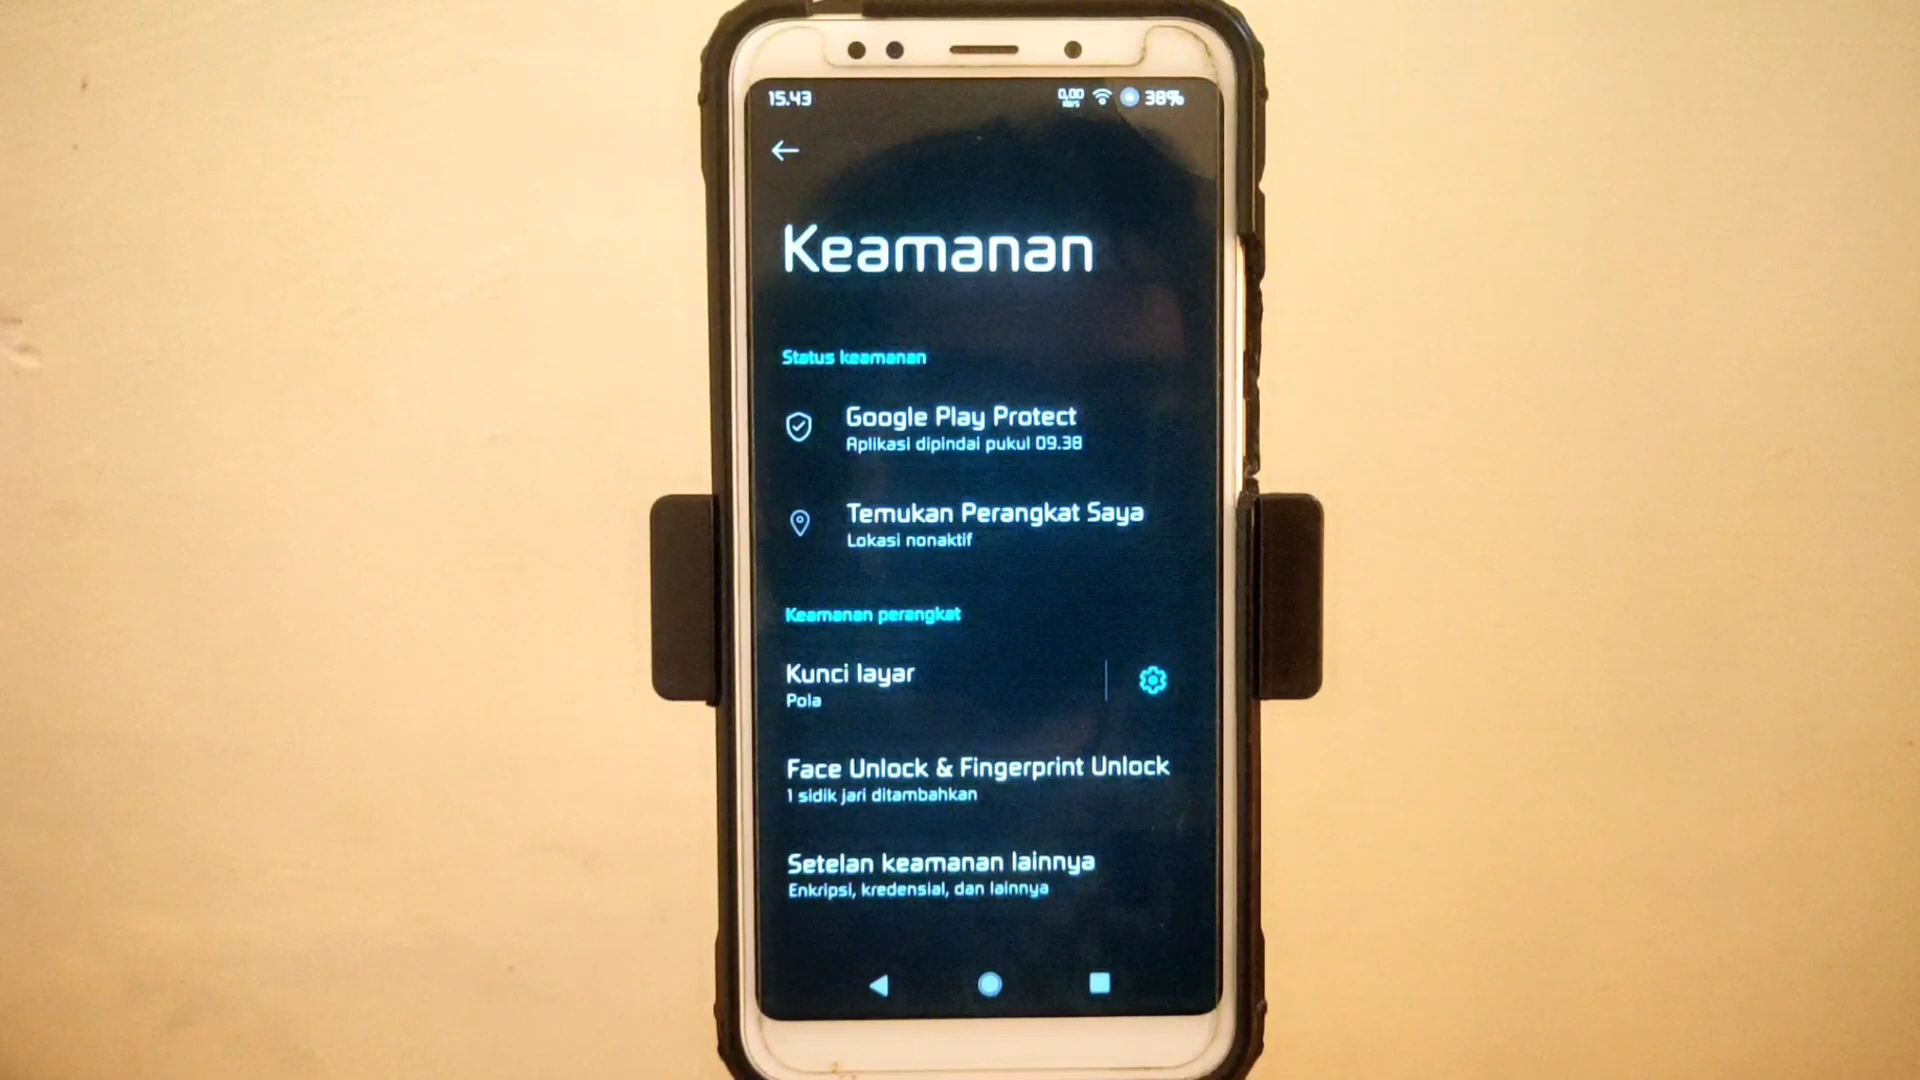 15.43
0,00
38%
Keamanan
Status keamanan
Google Play Protect
Aplikasi dipindai pukul 09.38
Temukan Perangkat Saya
Lokasi nonaktif
Keamanan perangkat
Kunci layar
Pola
Face Unlock & Fingerprint Unlock
1 sidik jari ditambahkan
Setelan keamanan lainnya
Enkripsi, kredensial, dan lainnya